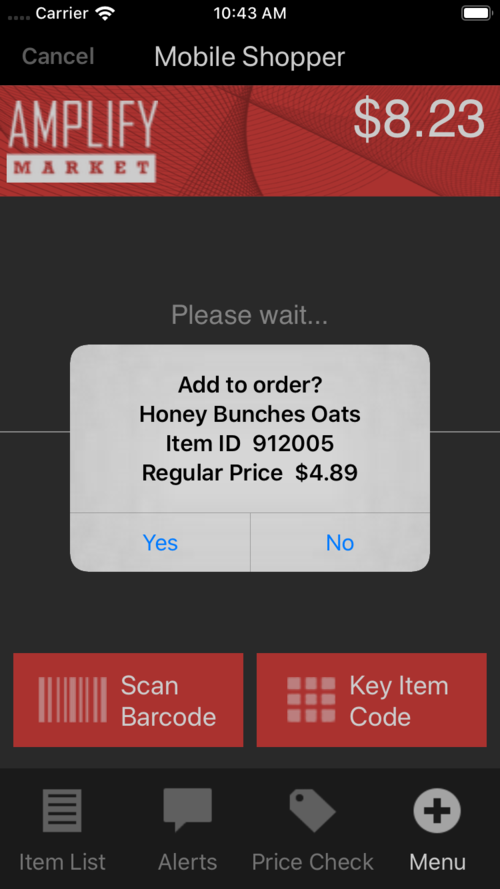 Carrier 10:43 AM
Cancel Mobile Shopper
AMPLIFY
MARKET
$8.23
Please wait...
Add to order?
Honey Bunches Oats
Item ID  912005
Regular Price  $4.89
Yes No
Scan
Barcode
Key Item
Code
Item List Alerts Price Check Menu